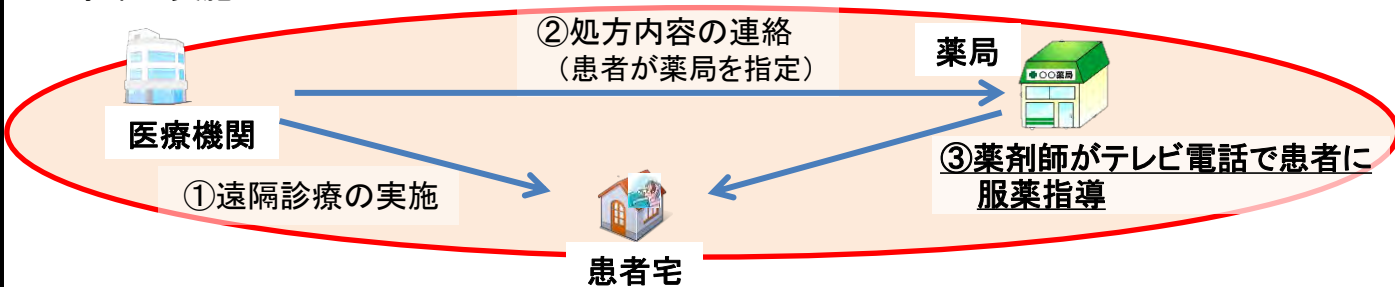 ②処方内容の連絡
（患者が薬局を指定）
薬局
○○薬局
医療機関
③薬剤師がテレビ電話で患者に
服薬指導
①遠隔診療の実施
患者宅